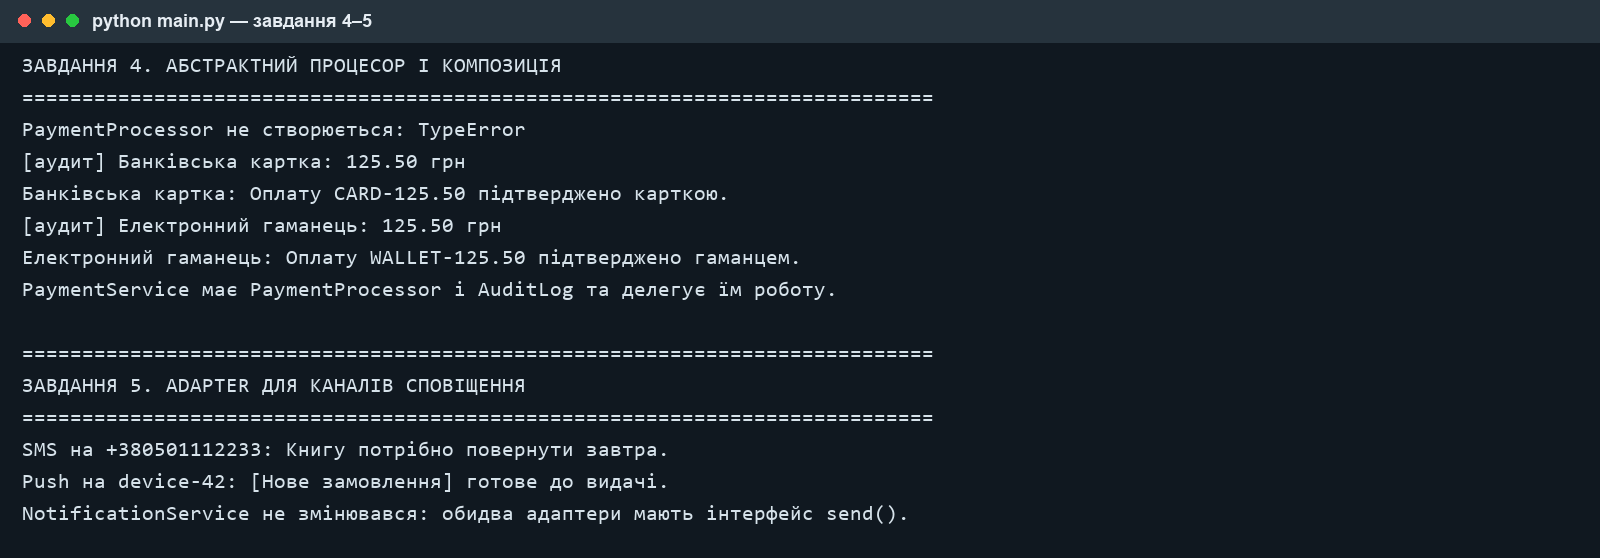 python main.py — завдання 4–5
ЗАВДАННЯ 4. АБСТРАКТНИЙ ПРОЦЕСОР І КОМПОЗИЦІЯ
============================================================================
PaymentProcessor не створюється: TypeError
[аудит] Банківська картка: 125.50 грн
Банківська картка: Оплату CARD-125.50 підтверджено карткою.
[аудит] Електронний гаманець: 125.50 грн
Електронний гаманець: Оплату WALLET-125.50 підтверджено гаманцем.
PaymentService має PaymentProcessor і AuditLog та делегує їм роботу.
============================================================================
ЗАВДАННЯ 5. ADAPTER ДЛЯ КАНАЛІВ СПОВІЩЕННЯ
============================================================================
SMS на +380501112233: Книгу потрібно повернути завтра.
Push на device-42: [Нове замовлення] готове до видачі.
NotificationService не змінювався: обидва адаптери мають інтерфейс send().